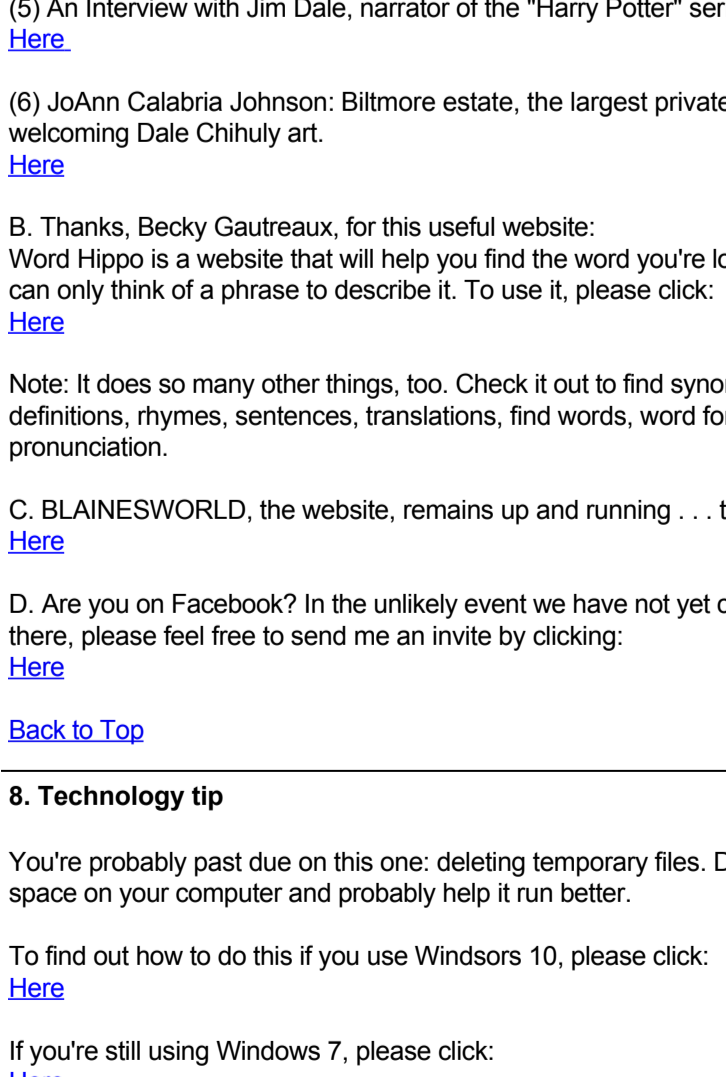 (5) An Interview with Jim Dale, narrator of the "Harry Potter" ser
Here
(6) JoAnn Calabria Johnson: Biltmore estate, the largest private
welcoming Dale Chihuly art.
Here
B. Thanks, Becky Gautreaux, for this useful website:
Word Hippo is a website that will help you find the word you're lo
can only think of a phrase to describe it. To use it, please click:
Here
Note: It does so many other things, too. Check it out to find syno
definitions, rhymes, sentences, translations, find words, word for
pronunciation.
C. BLAINESWORLD, the website, remains up and running . . . t
Here
D. Are you on Facebook? In the unlikely event we have not yet c
there, please feel free to send me an invite by clicking:
Here
Back to Top
8. Technology tip
You're probably past due on this one: deleting temporary files. D
space on your computer and probably help it run better.
To find out how to do this if you use Windsors 10, please click:
Here
If you're still using Windows 7, please click:
Here